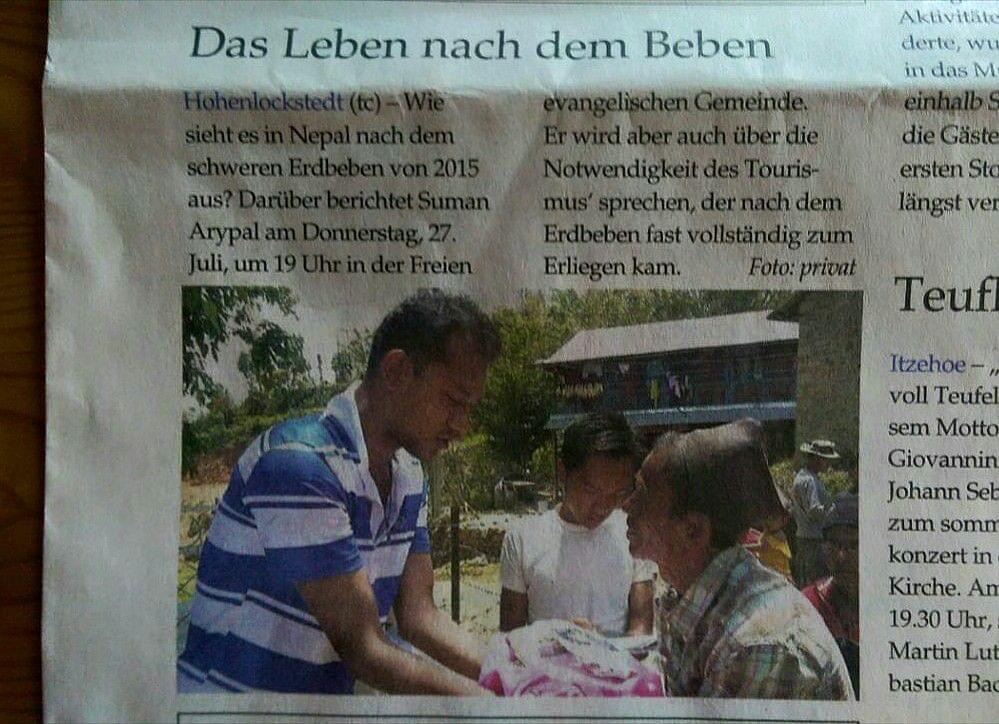 Das Leben nach dem Beben
Hohenlockstedt (tc) – Wie
sieht es in Nepal nach dem
schweren Erdbeben von 2015
aus? Darüber berichtet Suman
Arypal am Donnerstag, 27.
Juli, um 19 Uhr in der Freien
evangelischen Gemeinde.
Er wird aber auch über die
Notwendigkeit des Touris-
mus’ sprechen, der nach dem
Erdbeben fast vollständig zum
Erliegen kam. Foto: privat
Aktivitäte
derte, wu
in das M
einhalb S
die Gäste
ersten Sto
längst ver
Teufl
Itzehoe – „
voll Teufel
sem Motto
Giovannin
Johann Seb
zum somm
konzert in
Kirche. Am
19.30 Uhr,
Martin Lut
bastian Bac